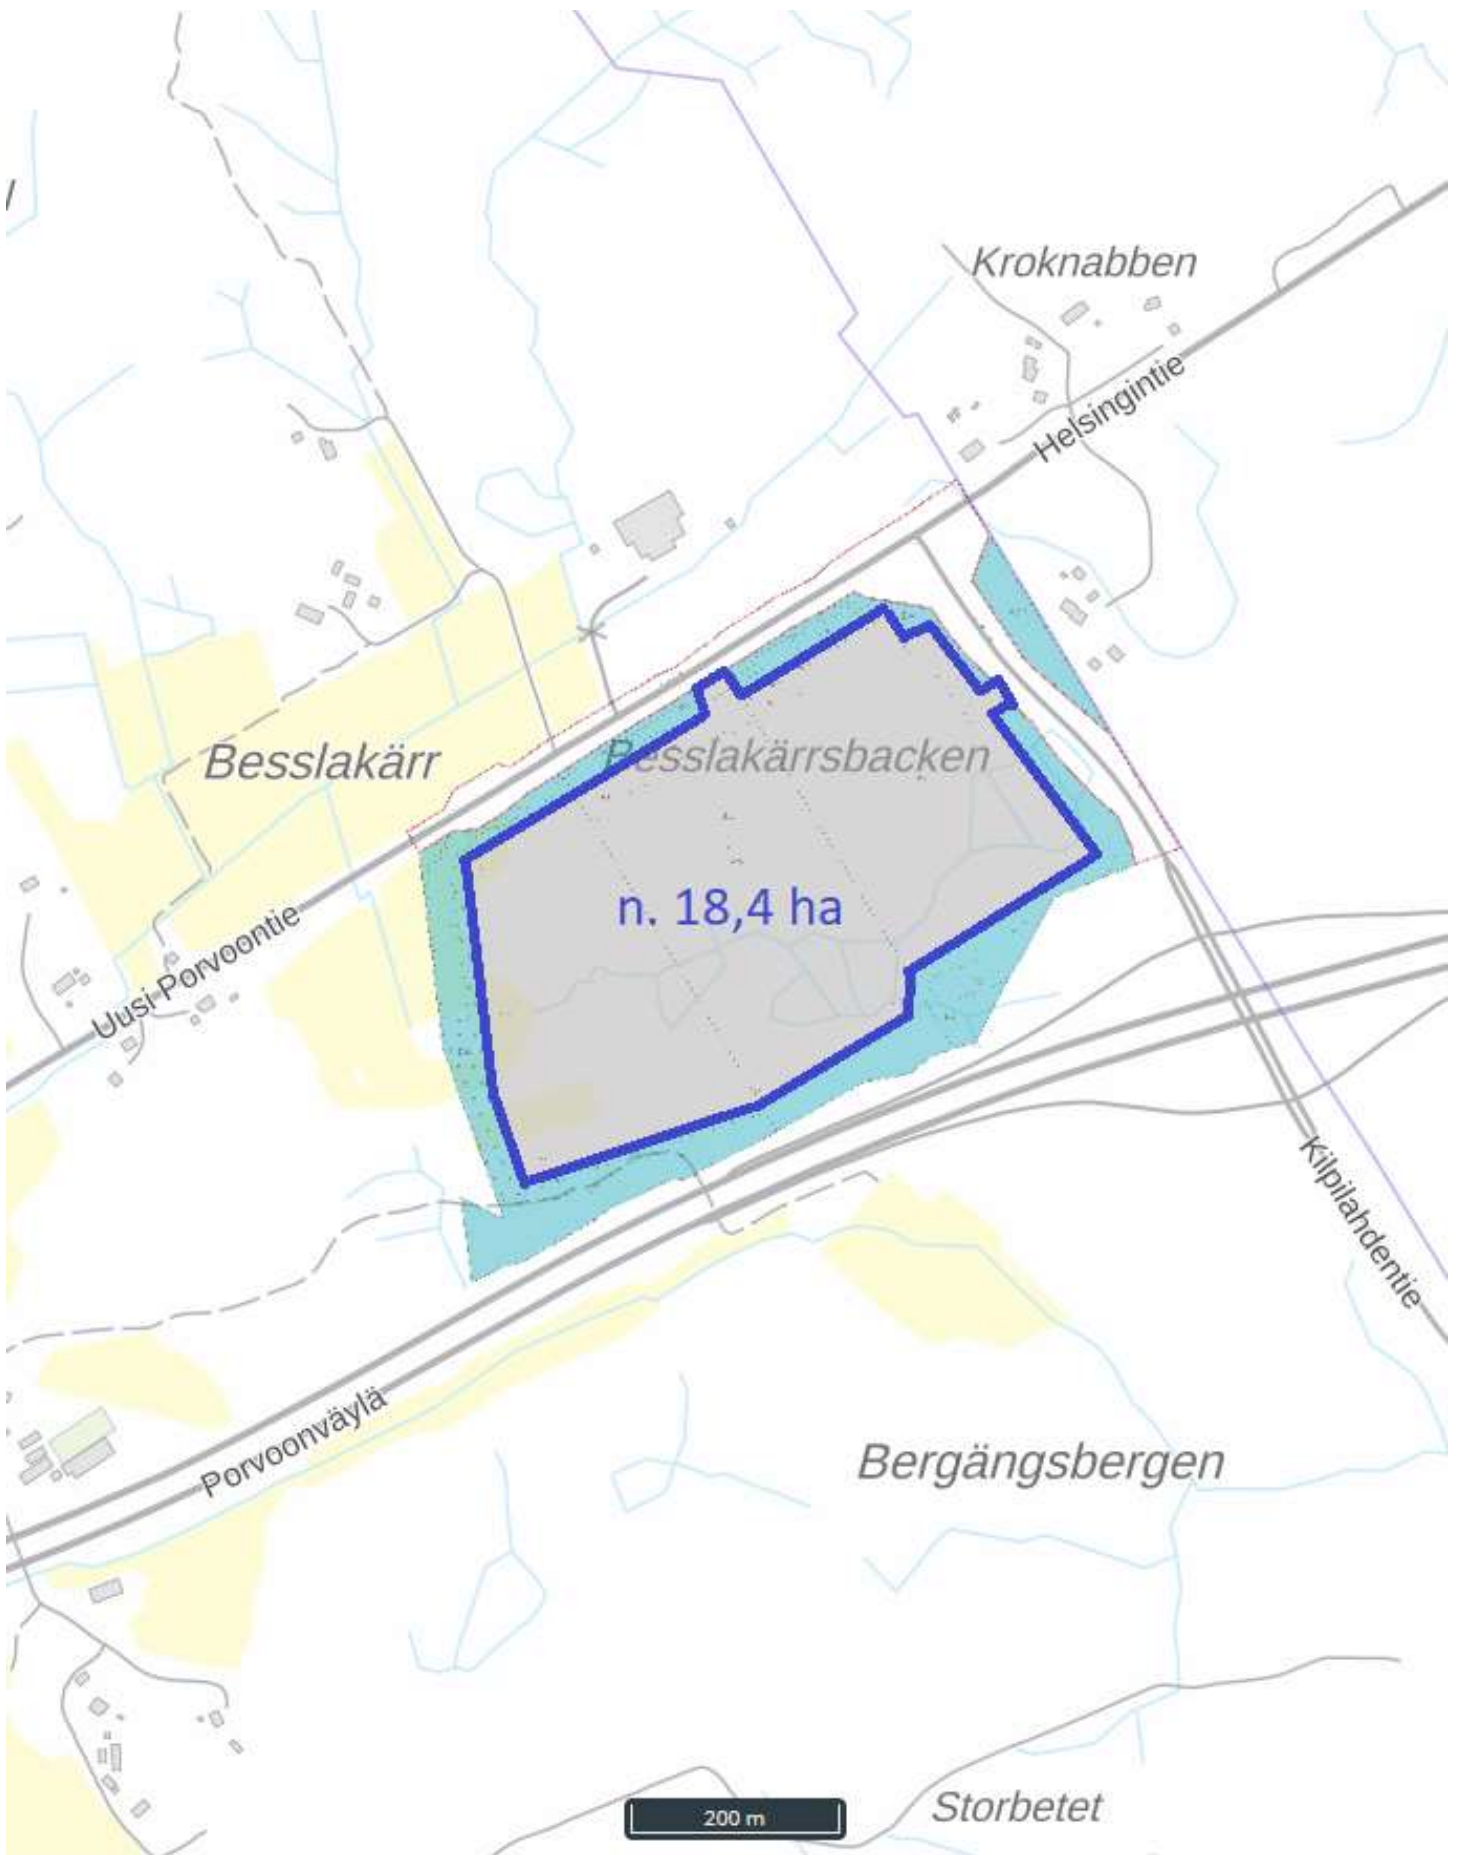 Kroknabben
Helsingintie
Besslakärr
Besslakärrsbacken
n. 18,4 ha
Uusi Porvoontie
Kilpilahdentie
Porvoonväylä
Bergängsbergen
Storbetet
200 m